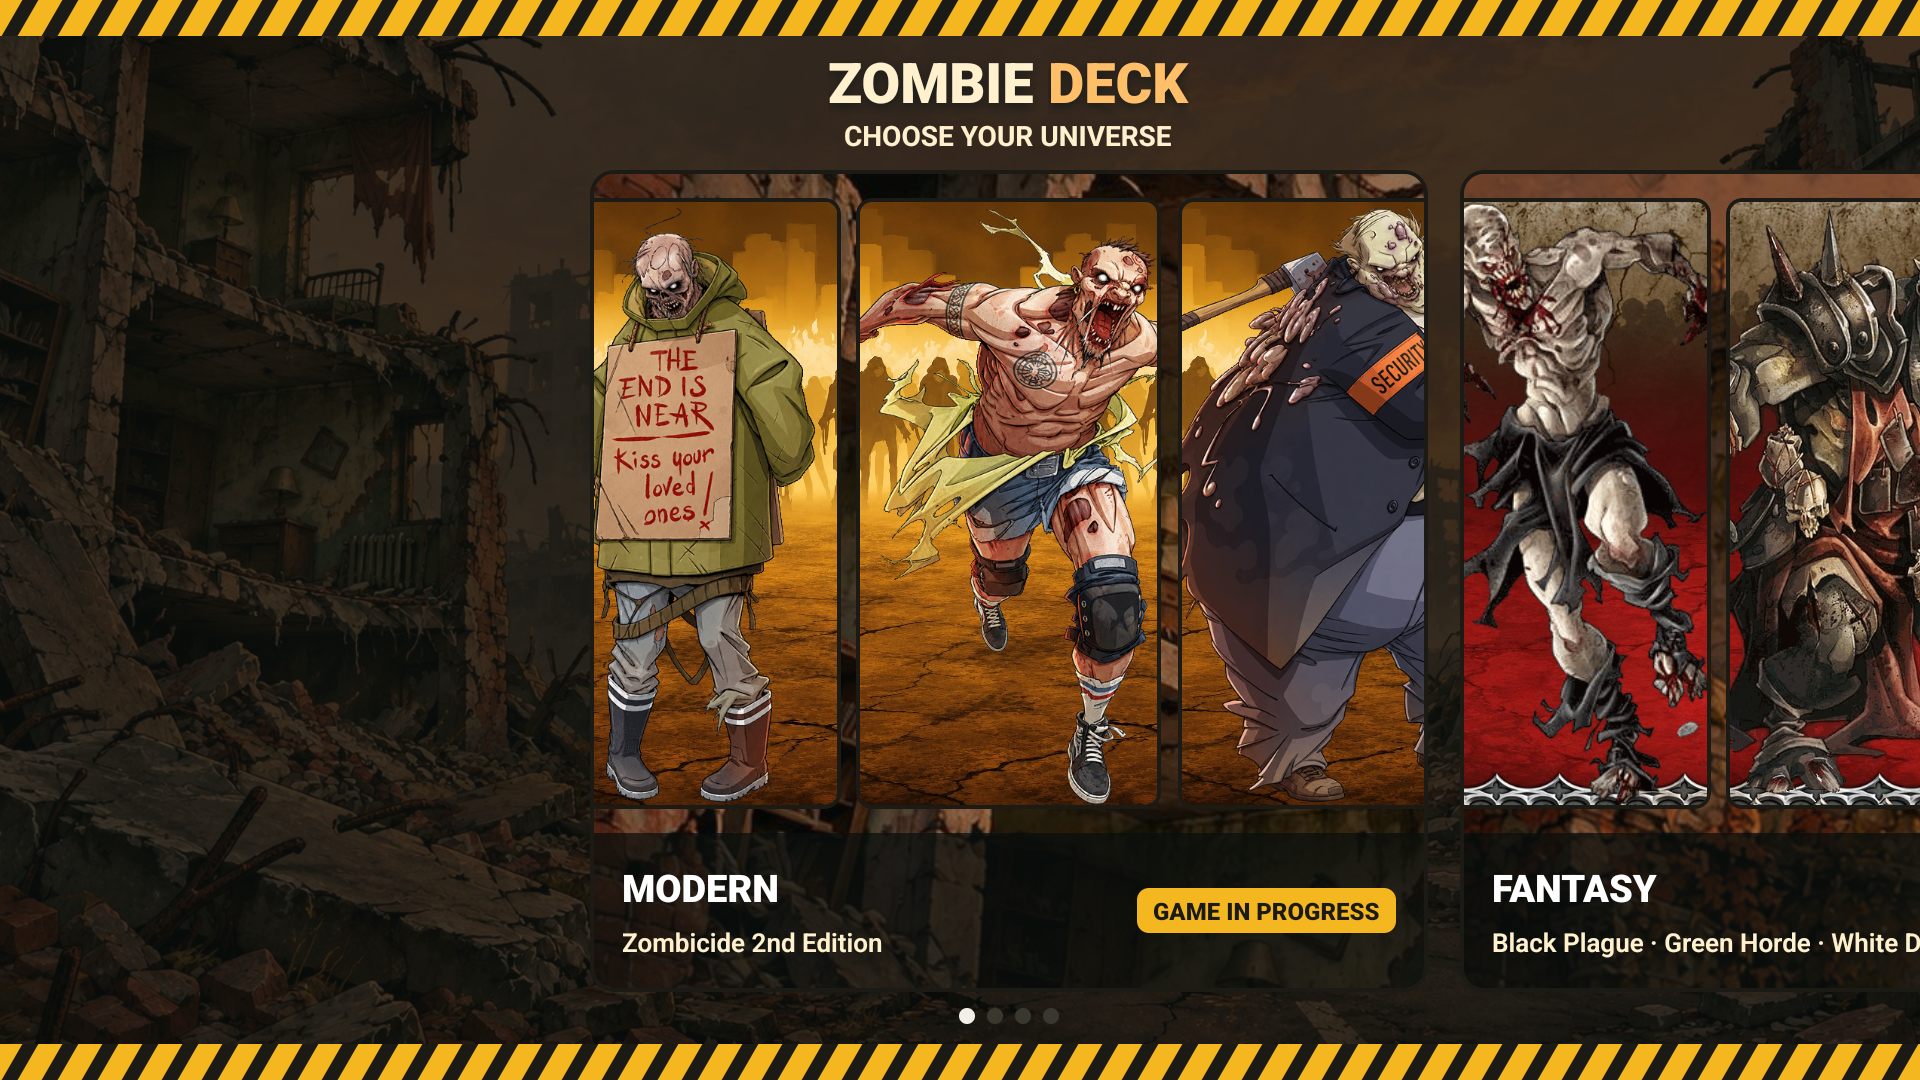 ZOMBIE DECK
CHOOSE YOUR UNIVERSE
THE
END IS
NEAR
Kiss your
loved
ones!
SECURITY
MODERN
Zombicide 2nd Edition
GAME IN PROGRESS
FANTASY
Black Plague · Green Horde · White D